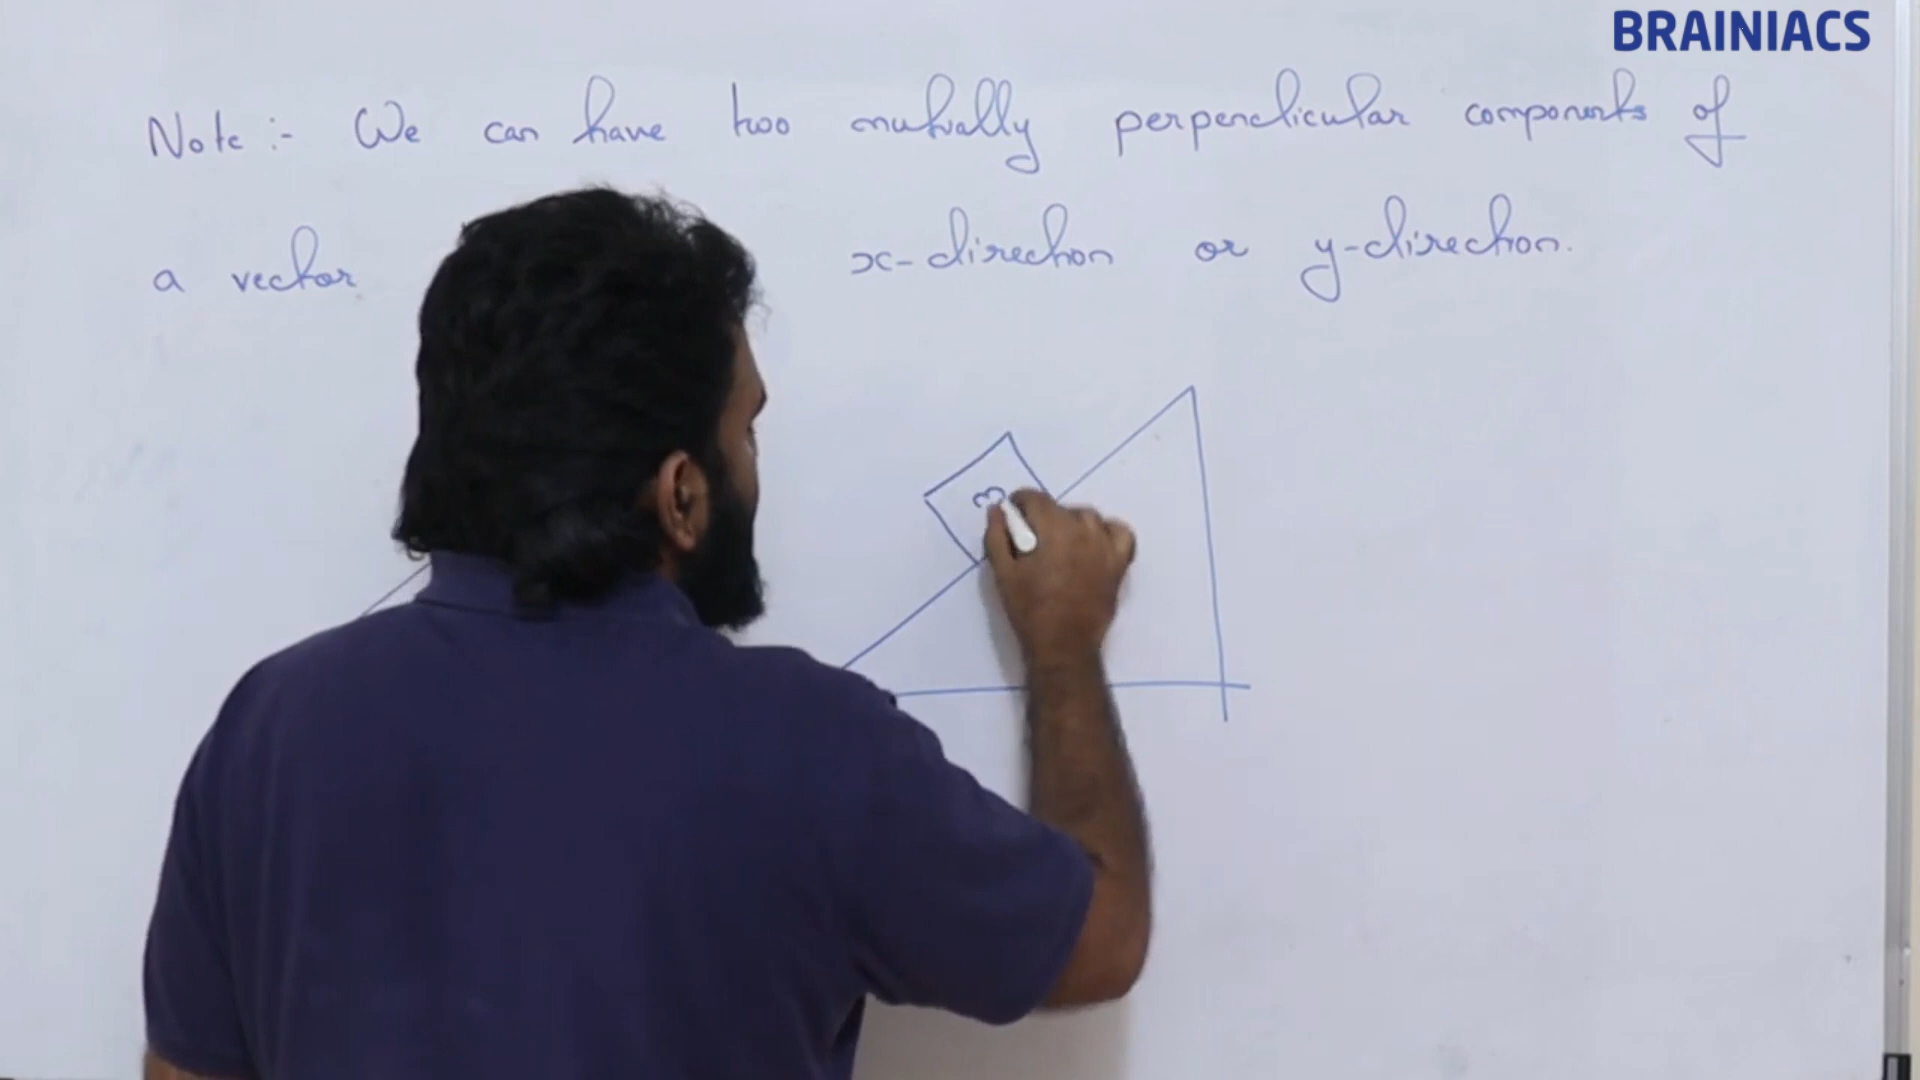 BRAINIACS
Note :- We can have two mutually perpendicular components of
a vector x-direction or y-direction.